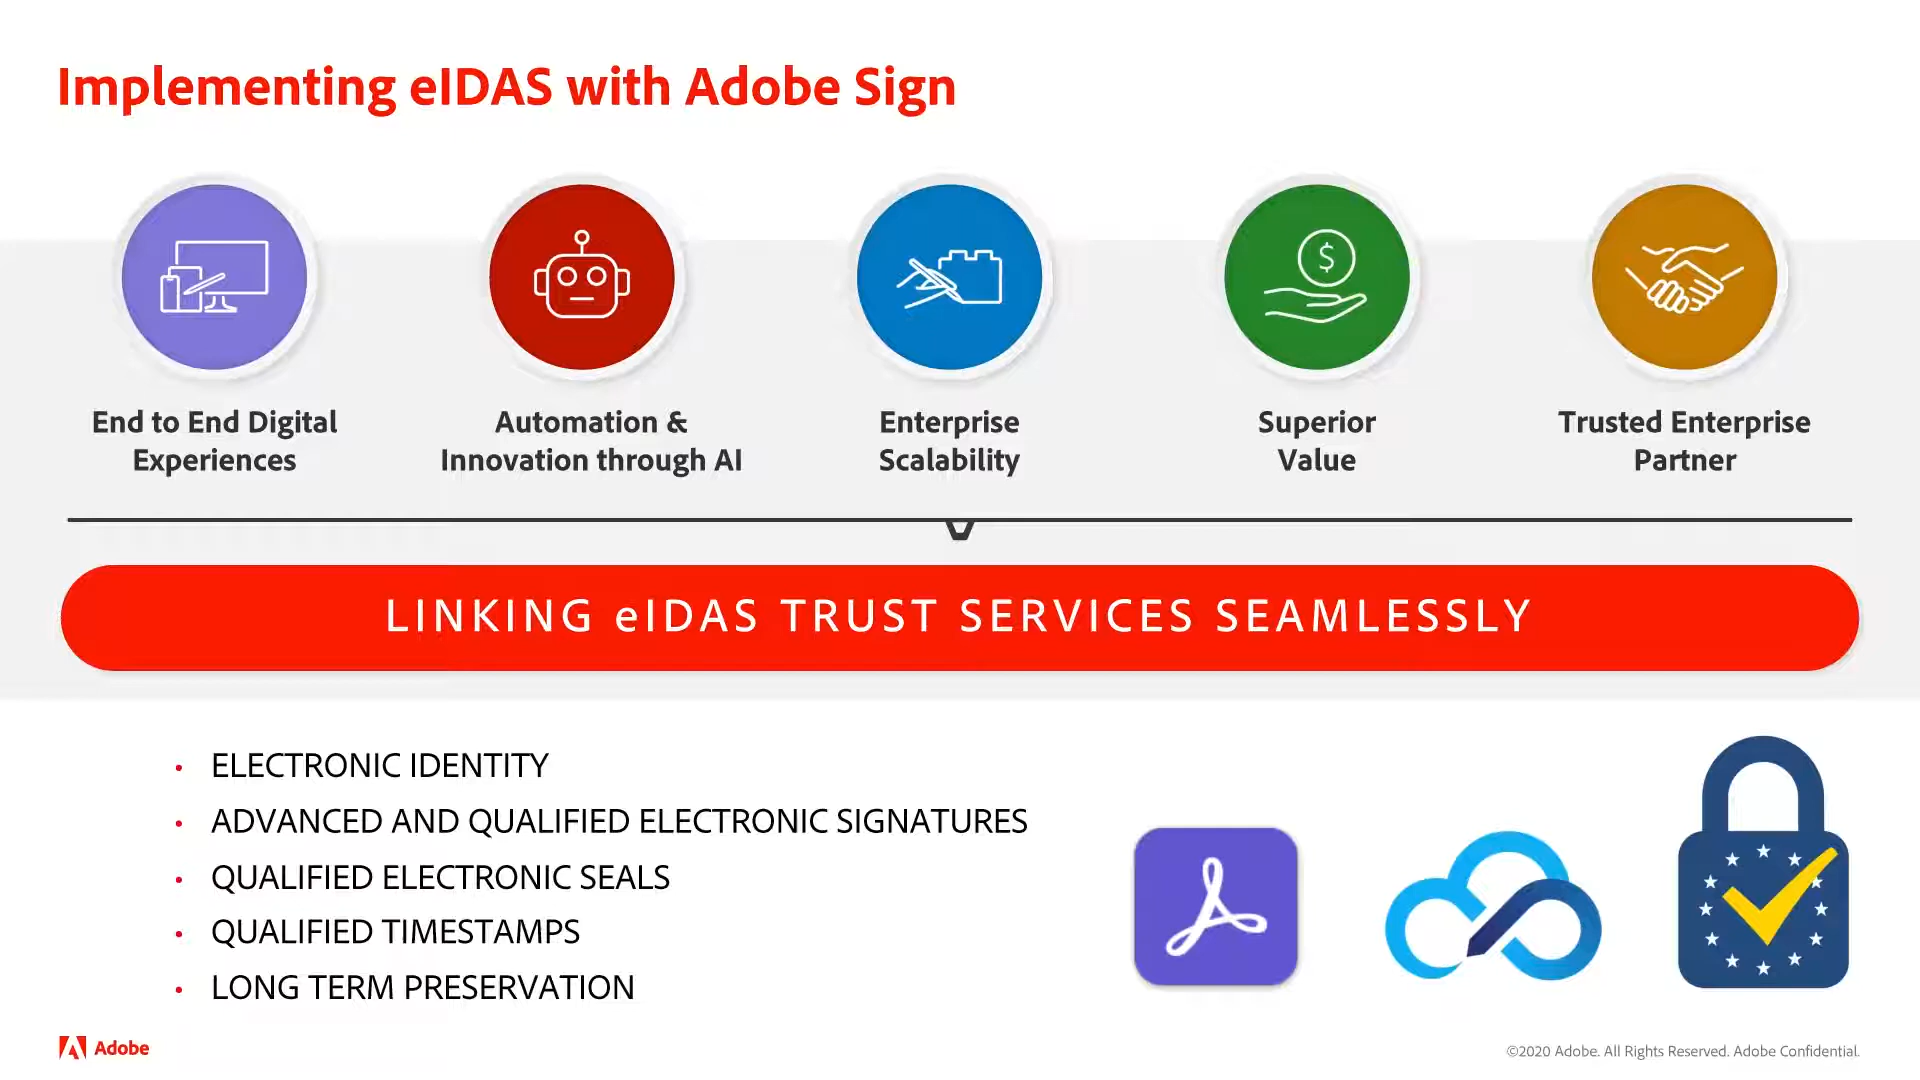 Implementing eIDAS with Adobe Sign
$
End to End Digital
Experiences
Automation &
Innovation through AI
Enterprise
Scalability
Superior
Value
Trusted Enterprise
Partner
LINKING eIDAS TRUST SERVICES SEAMLESSLY
• ELECTRONIC IDENTITY
• ADVANCED AND QUALIFIED ELECTRONIC SIGNATURES
• QUALIFIED ELECTRONIC SEALS
• QUALIFIED TIMESTAMPS
• LONG TERM PRESERVATION
Adobe
©2020 Adobe. All Rights Reserved. Adobe Confidential.